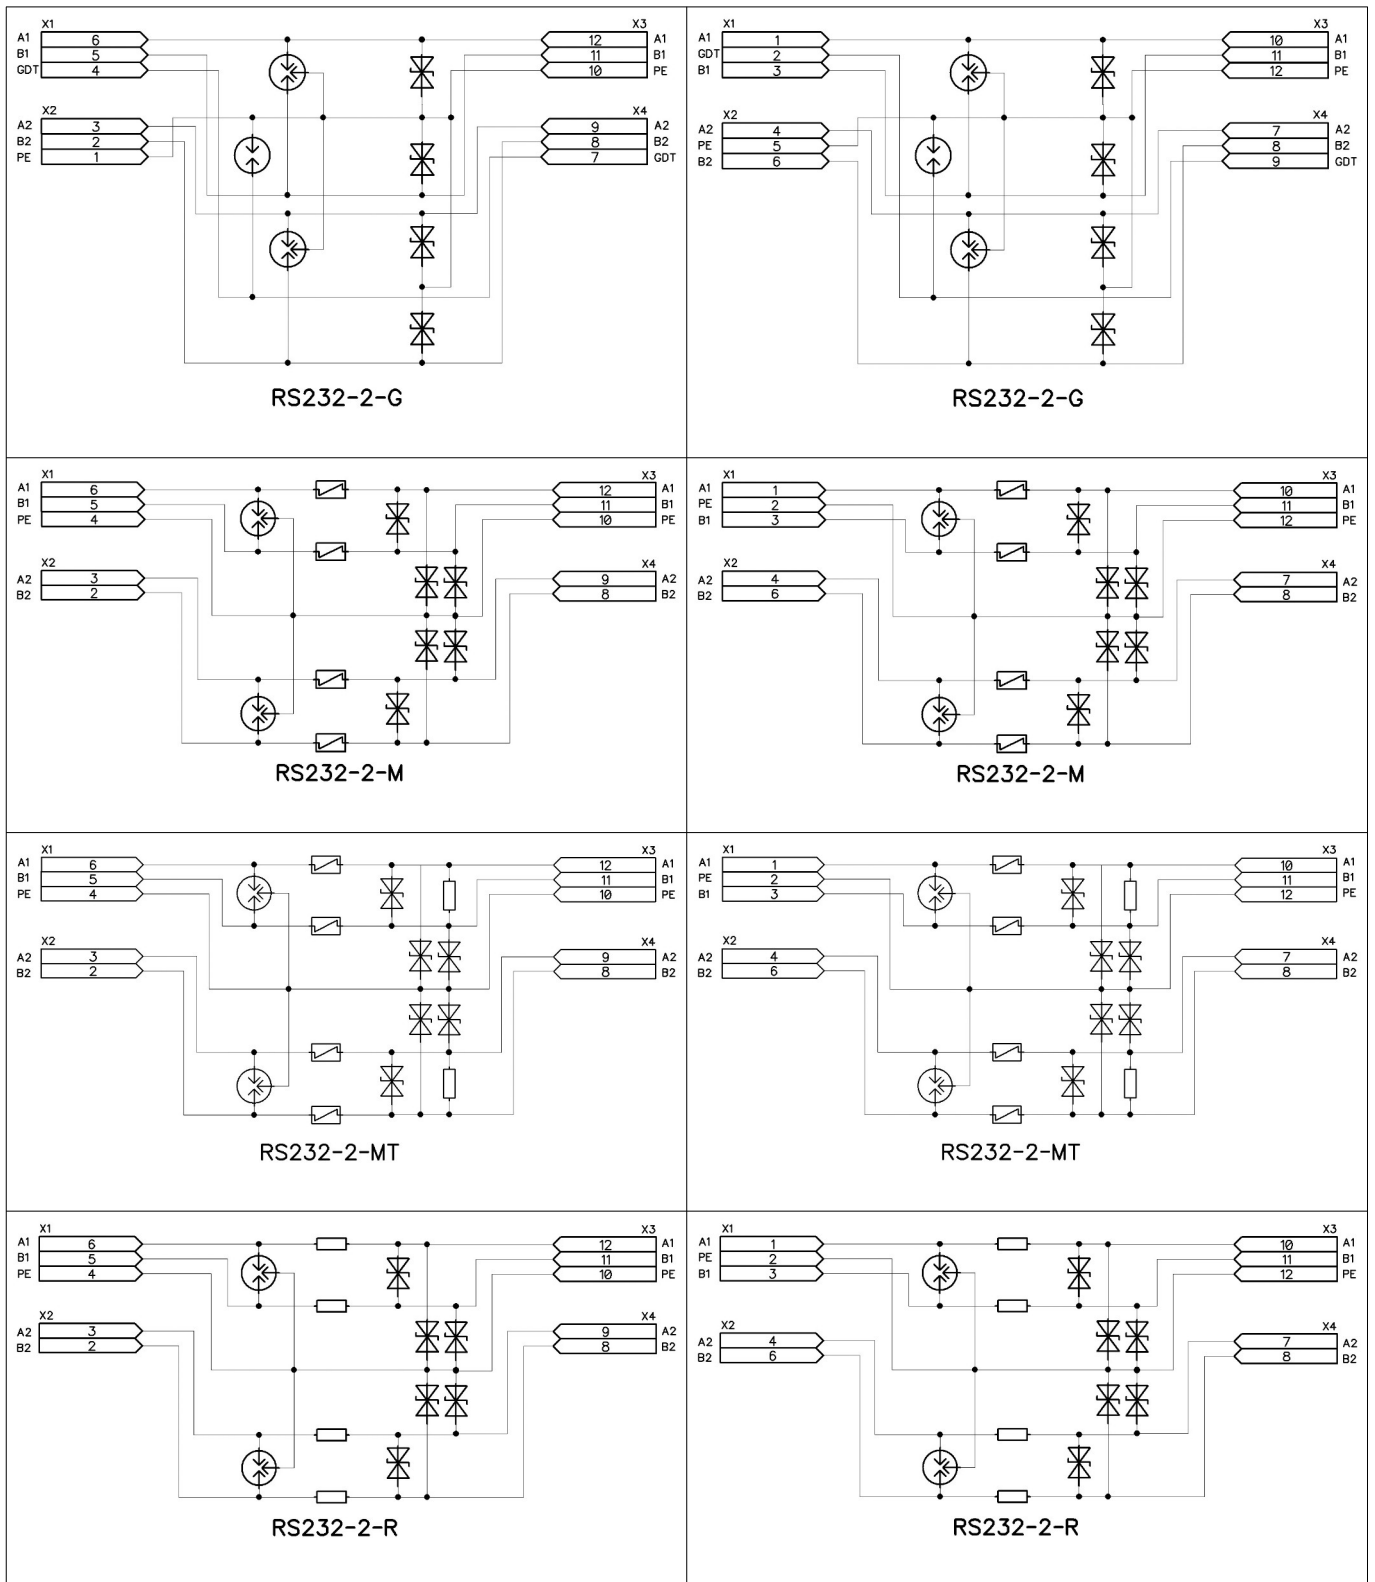 X1 X3
A1 6 12 A1
B1 5 11 B1
GDT 4 10 PE
X2 X4
A2 3 9 A2
B2 2 8 B2
PE 1 7 GDT
RS232-2-G
X1 X3
A1 1 10 A1
GDT 2 11 B1
B1 3 12 PE
X2 X4
A2 4 7 A2
PE 5 8 B2
B2 6 9 GDT
RS232-2-G
X1 X3
A1 6 12 A1
B1 5 11 B1
PE 4 10 PE
X2 X4
A2 3 9 A2
B2 2 8 B2
RS232-2-M
X1 X3
A1 1 10 A1
PE 2 11 B1
B1 3 12 PE
X2 X4
A2 4 7 A2
B2 6 8 B2
RS232-2-M
X1 X3
A1 6 12 A1
B1 5 11 B1
PE 4 10 PE
X2 X4
A2 3 9 A2
B2 2 8 B2
RS232-2-MT
X1 X3
A1 1 10 A1
PE 2 11 B1
B1 3 12 PE
X2 X4
A2 4 7 A2
B2 6 8 B2
RS232-2-MT
X1 X3
A1 6 12 A1
B1 5 11 B1
PE 4 10 PE
X2 X4
A2 3 9 A2
B2 2 8 B2
RS232-2-R
X1 X3
A1 1 10 A1
PE 2 11 B1
B1 3 12 PE
X2 X4
A2 4 7 A2
B2 6 8 B2
RS232-2-R